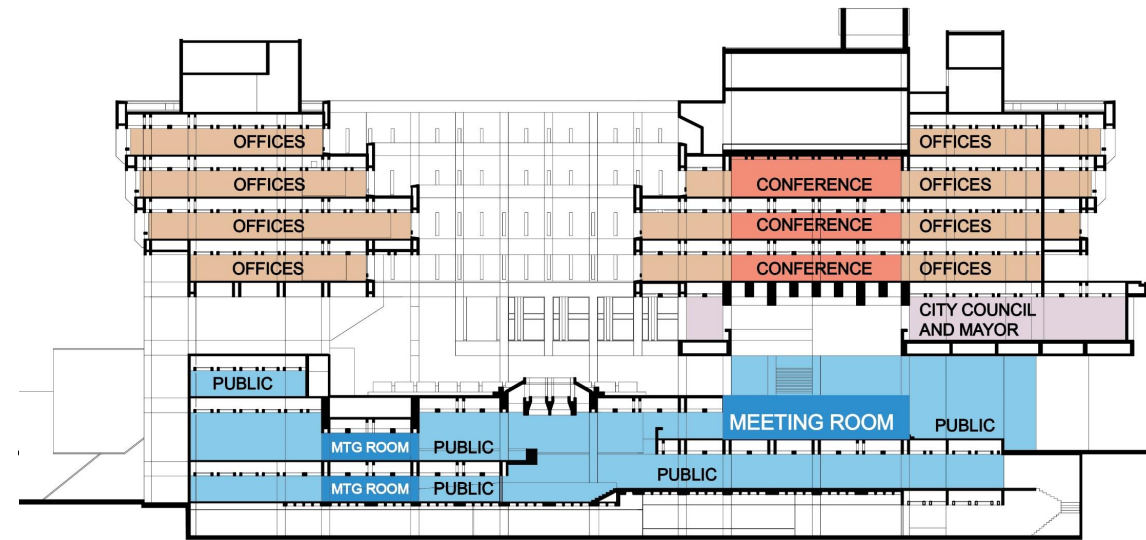 OFFICES OFFICES
OFFICES CONFERENCE OFFICES
OFFICES CONFERENCE OFFICES
OFFICES CONFERENCE OFFICES
CITY COUNCIL
AND MAYOR
PUBLIC
MEETING ROOM PUBLIC
MTG ROOM PUBLIC
PUBLIC
MTG ROOM PUBLIC